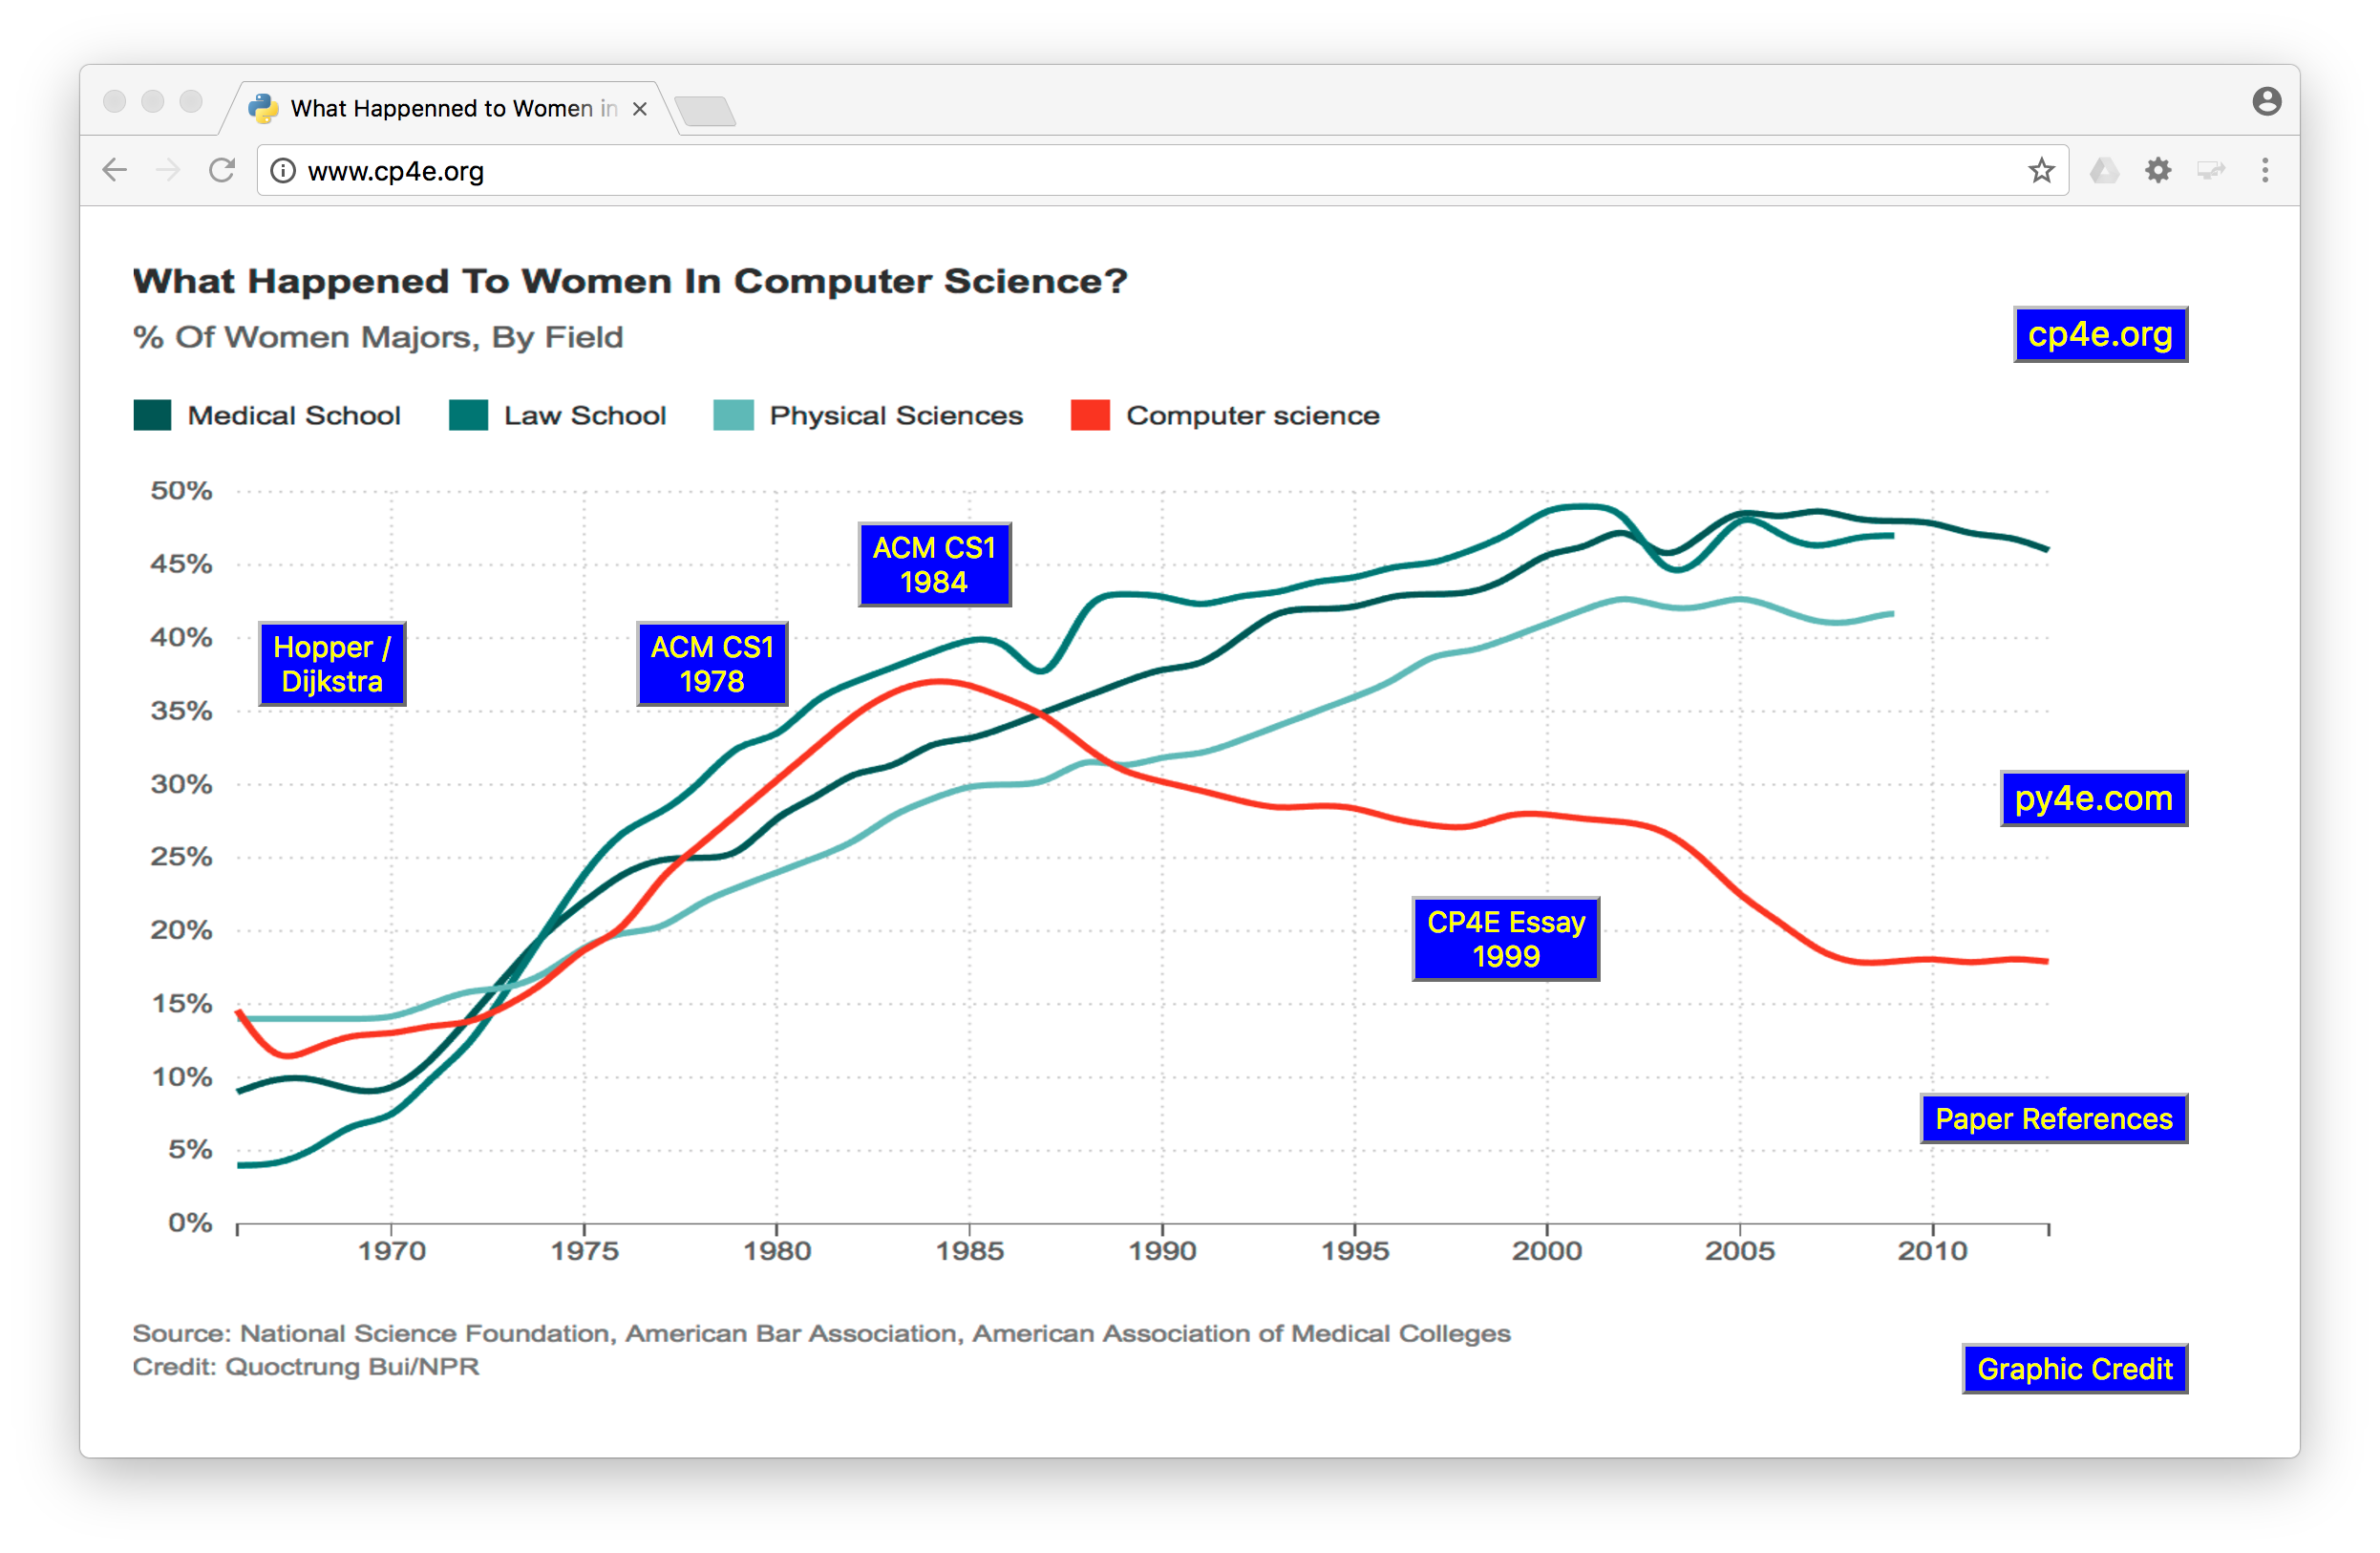 What Happenned to Women in
www.cp4e.org
What Happened To Women In Computer Science?
% Of Women Majors, By Field
cp4e.org
Medical School
Law School
Physical Sciences
Computer science
50%
45%
40%
35%
30%
25%
20%
15%
10%
5%
0%
Hopper /
Dijkstra
ACM CS1
1978
ACM CS1
1984
CP4E Essay
1999
py4e.com
Paper References
1970
1975
1980
1985
1990
1995
2000
2005
2010
Source: National Science Foundation, American Bar Association, American Association of Medical Colleges
Credit: Quoctrung Bui/NPR
Graphic Credit